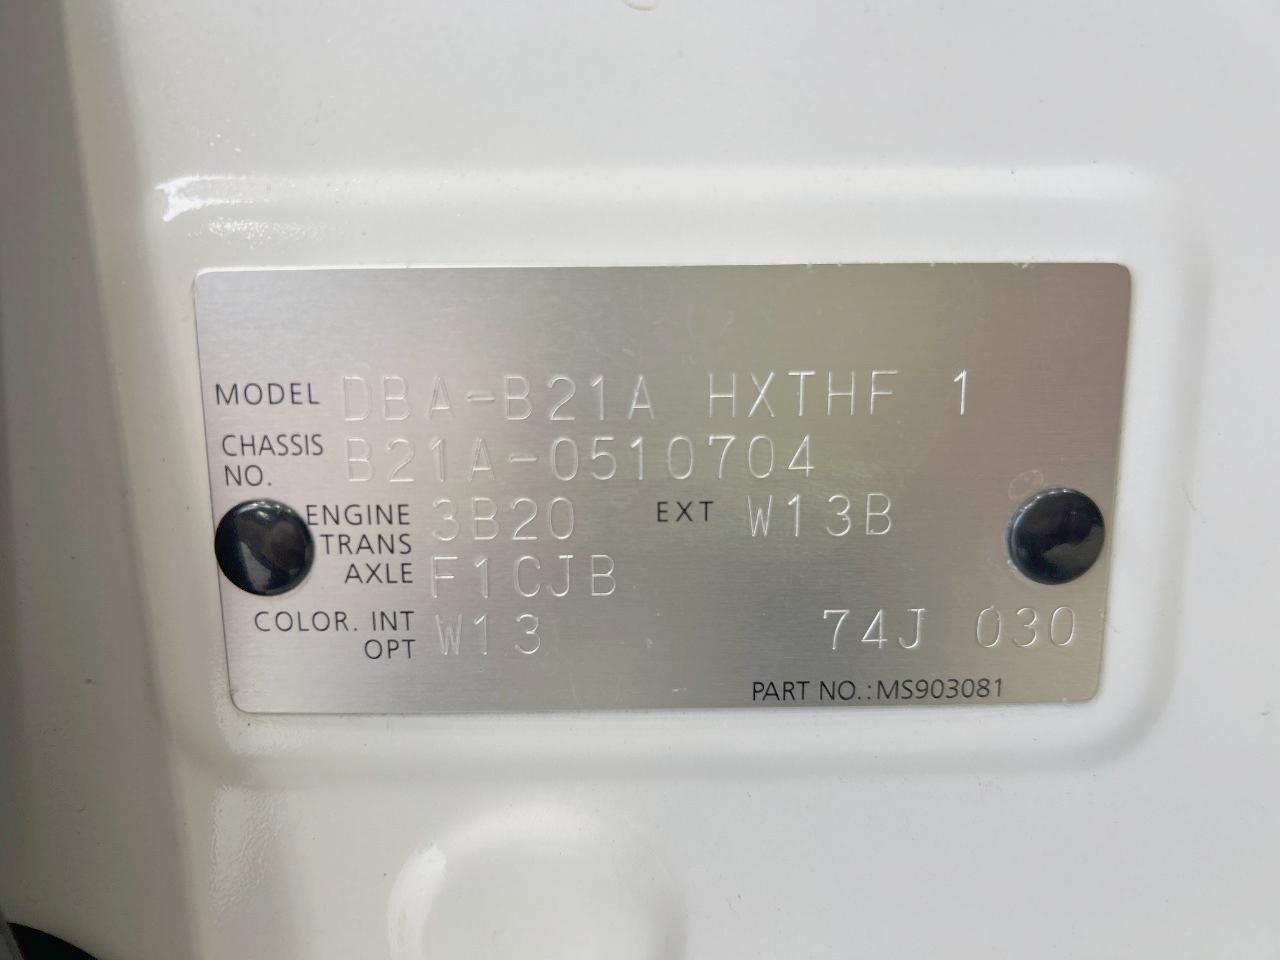 MODEL DBA-B21A HXTHF 1
CHASSIS NO. B21A-0510704
ENGINE 3B20 EXT W13B
TRANS AXLE F1CJB
COLOR. INT OPT W13 74J 030
PART NO.:MS903081